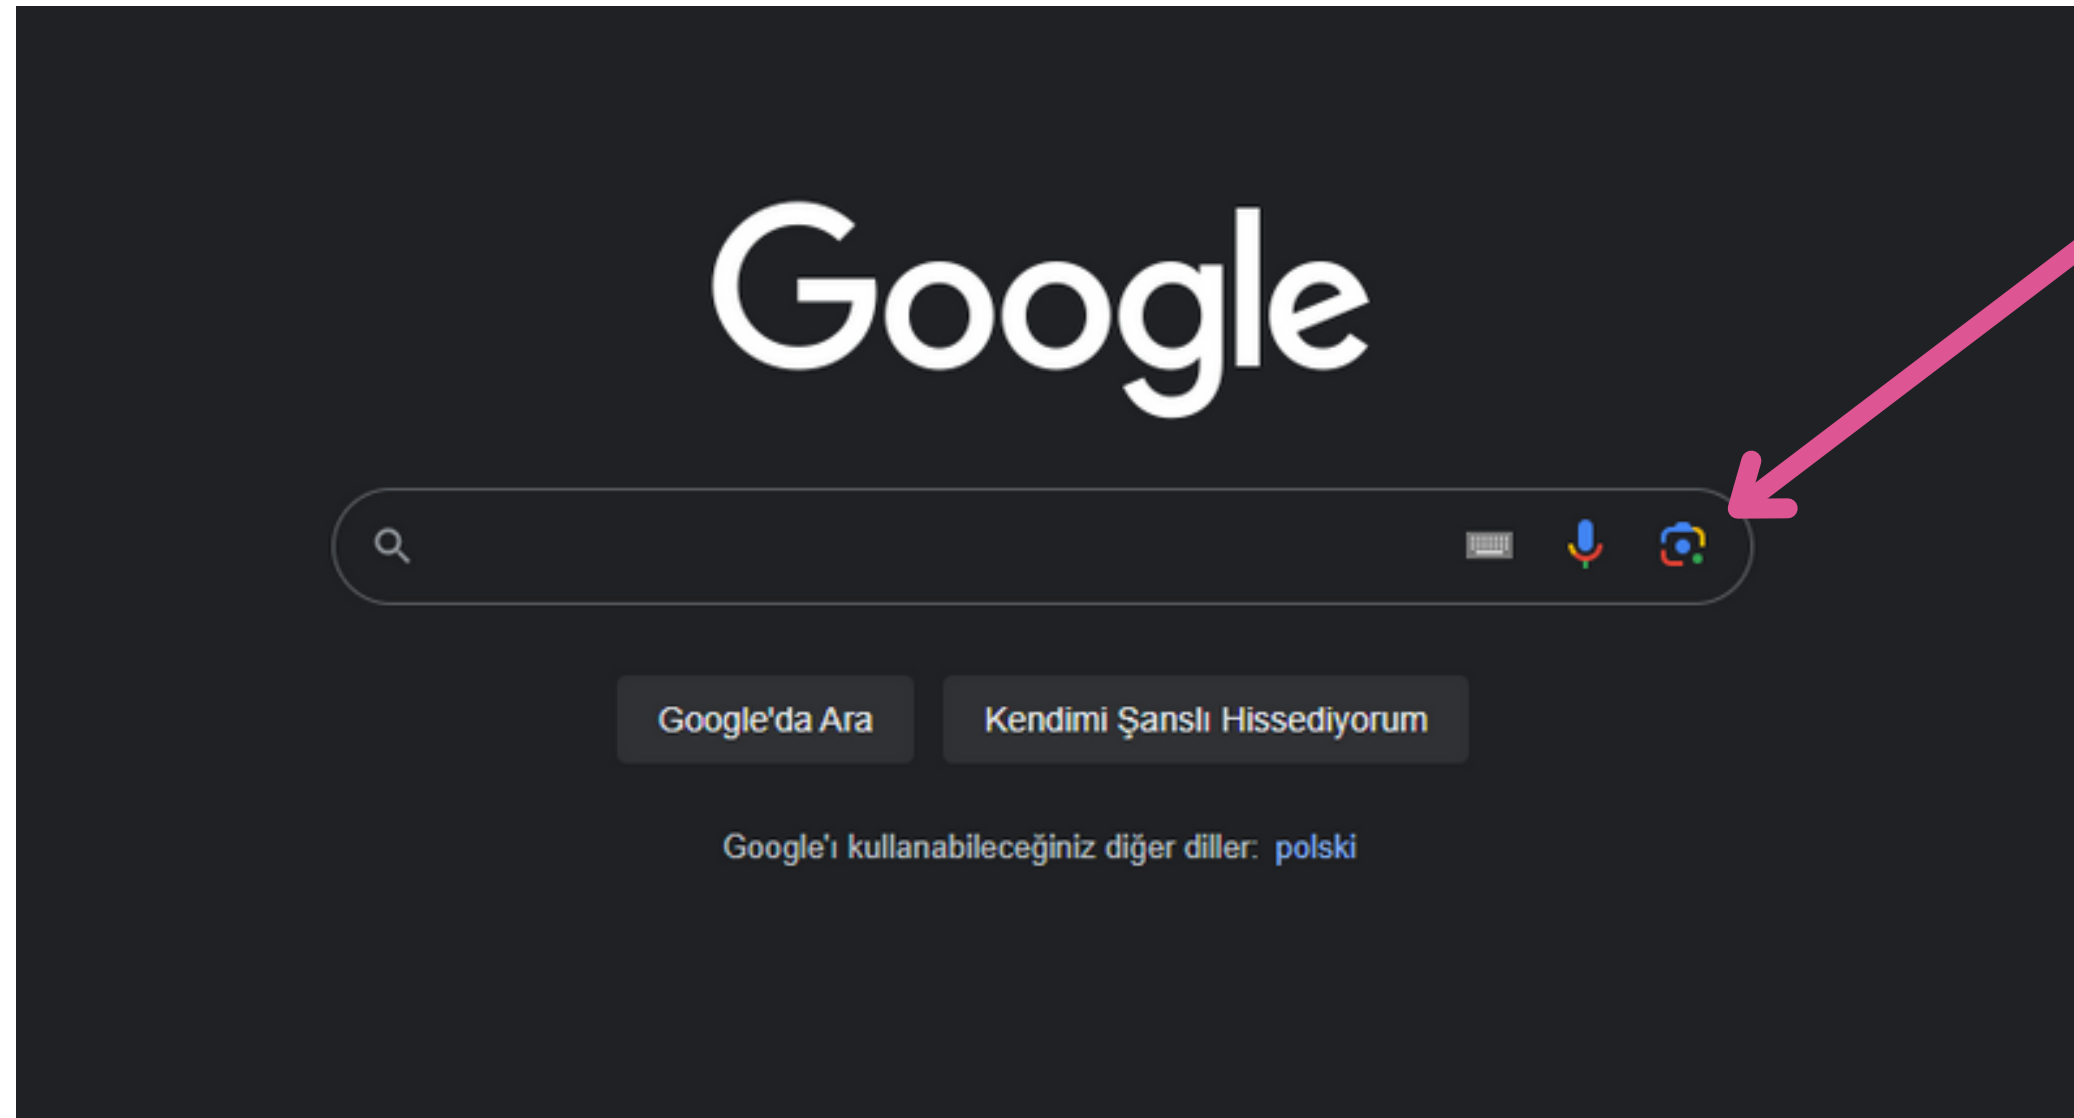 Google
Google'da Ara
Kendimi Şanslı Hissediyorum
Google'ı kullanabileceğiniz diğer diller: polski